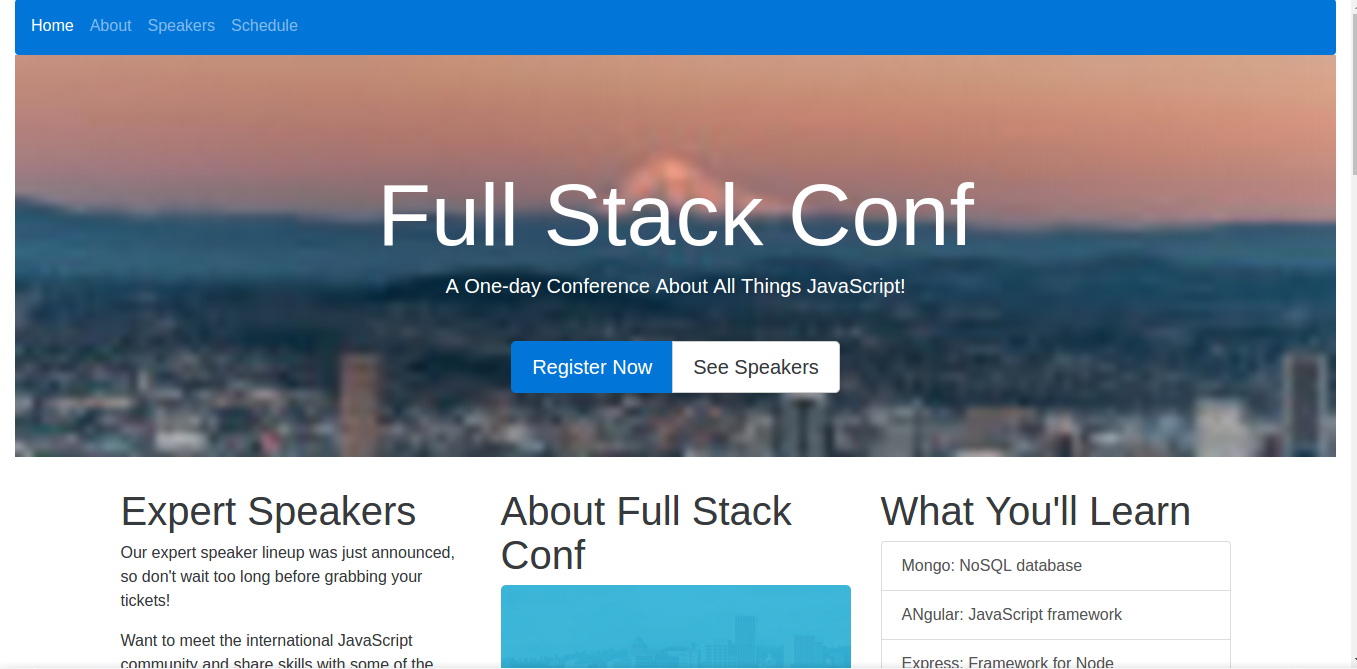 Home About Speakers Schedule
Full Stack Conf
A One-day Conference About All Things JavaScript!
Register Now See Speakers
Expert Speakers
Our expert speaker lineup was just announced,
so don't wait too long before grabbing your
tickets!
Want to meet the international JavaScript
community and share skills with some of the
About Full Stack
Conf
What You'll Learn
Mongo: NoSQL database
ANgular: JavaScript framework
Express: Framework for Node